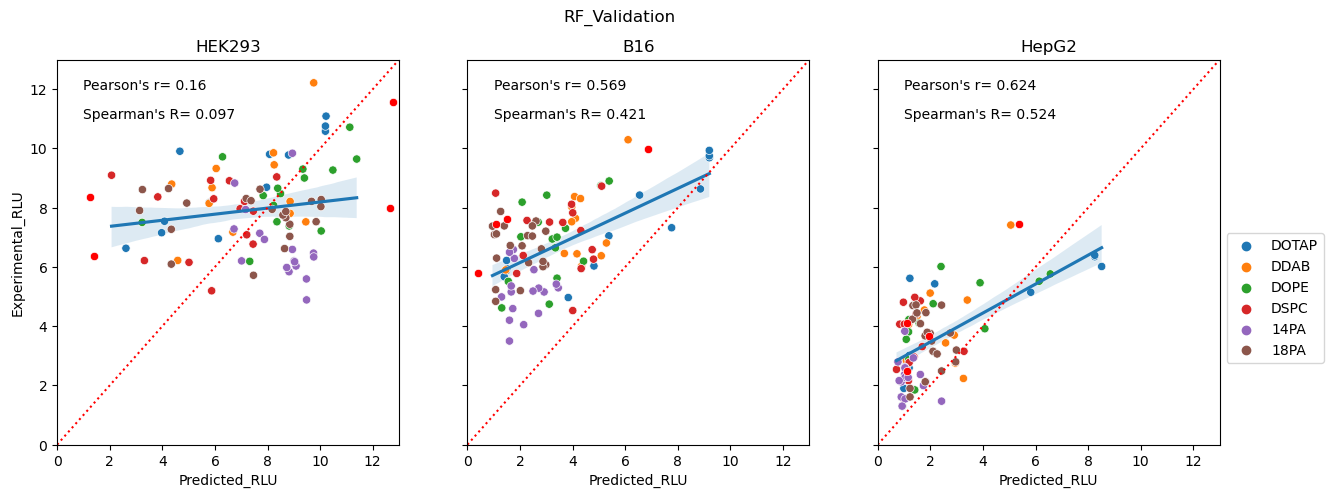 RF_Validation
HEK293
B16
HepG2
Pearson's r= 0.16
Spearman's R= 0.097
Pearson's r= 0.569
Spearman's R= 0.421
Pearson's r= 0.624
Spearman's R= 0.524
Experimental_RLU
12
10
8
6
4
2
0
0 2 4 6 8 10 12
0 2 4 6 8 10 12
0 2 4 6 8 10 12
Predicted_RLU
Predicted_RLU
Predicted_RLU
DOTAP
DDAB
DOPE
DSPC
14PA
18PA